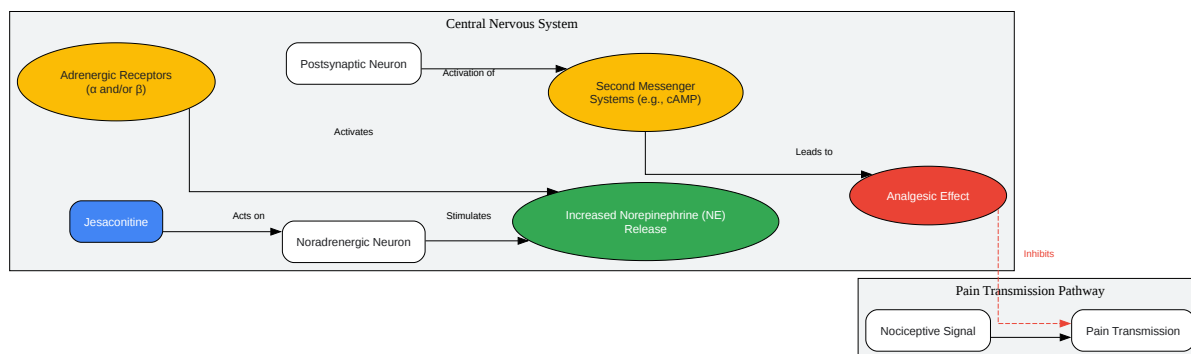 Central Nervous System
Adrenergic Receptors
(α and/or β)
Postsynaptic Neuron
Activation of
Second Messenger
Systems (e.g., cAMP)
Activates
Leads to
Jesaconitine
Acts on
Noradrenergic Neuron
Stimulates
Increased Norepinephrine (NE)
Release
Analgesic Effect
Inhibits
Pain Transmission Pathway
Nociceptive Signal
Pain Transmission